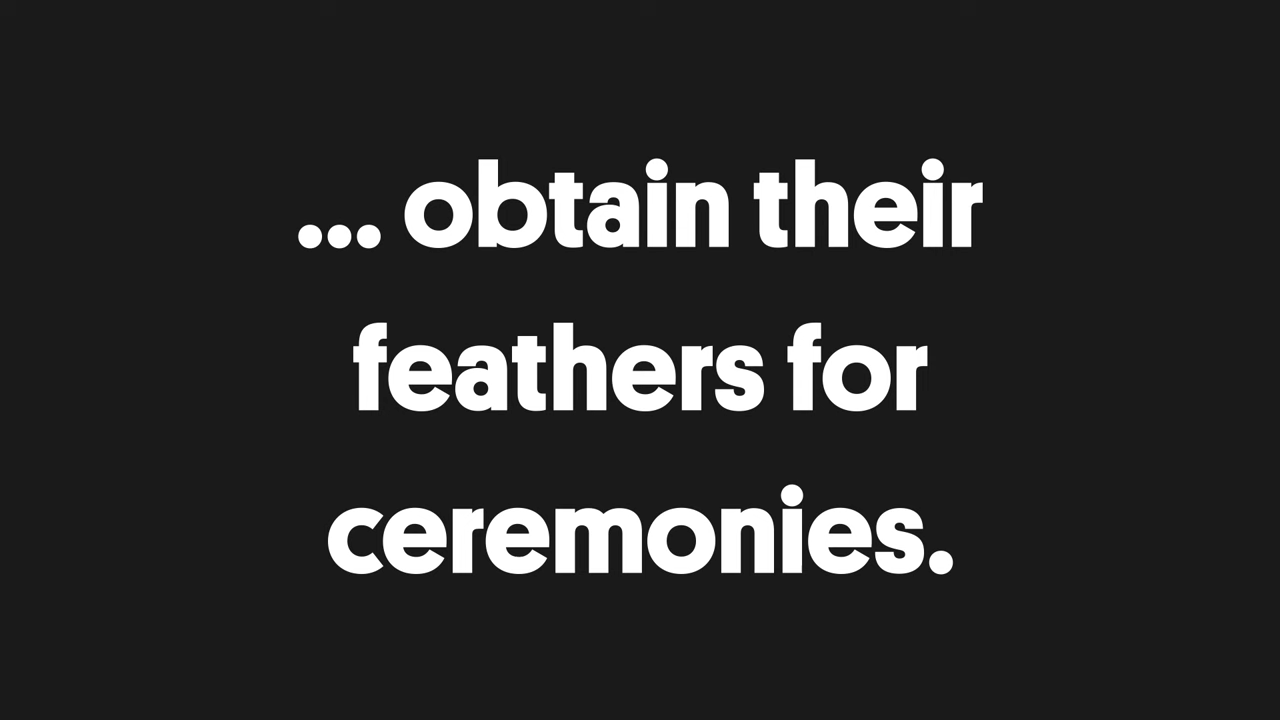 ... obtain their
feathers for
ceremonies.